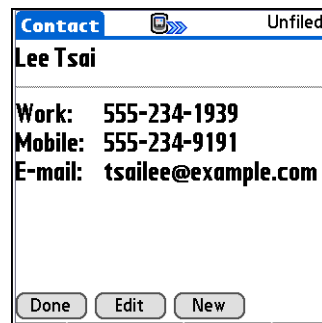 Contact Unfiled
Lee Tsai
Work: 555-234-1939
Mobile: 555-234-9191
E-mail: tsailee@example.com
Done Edit New